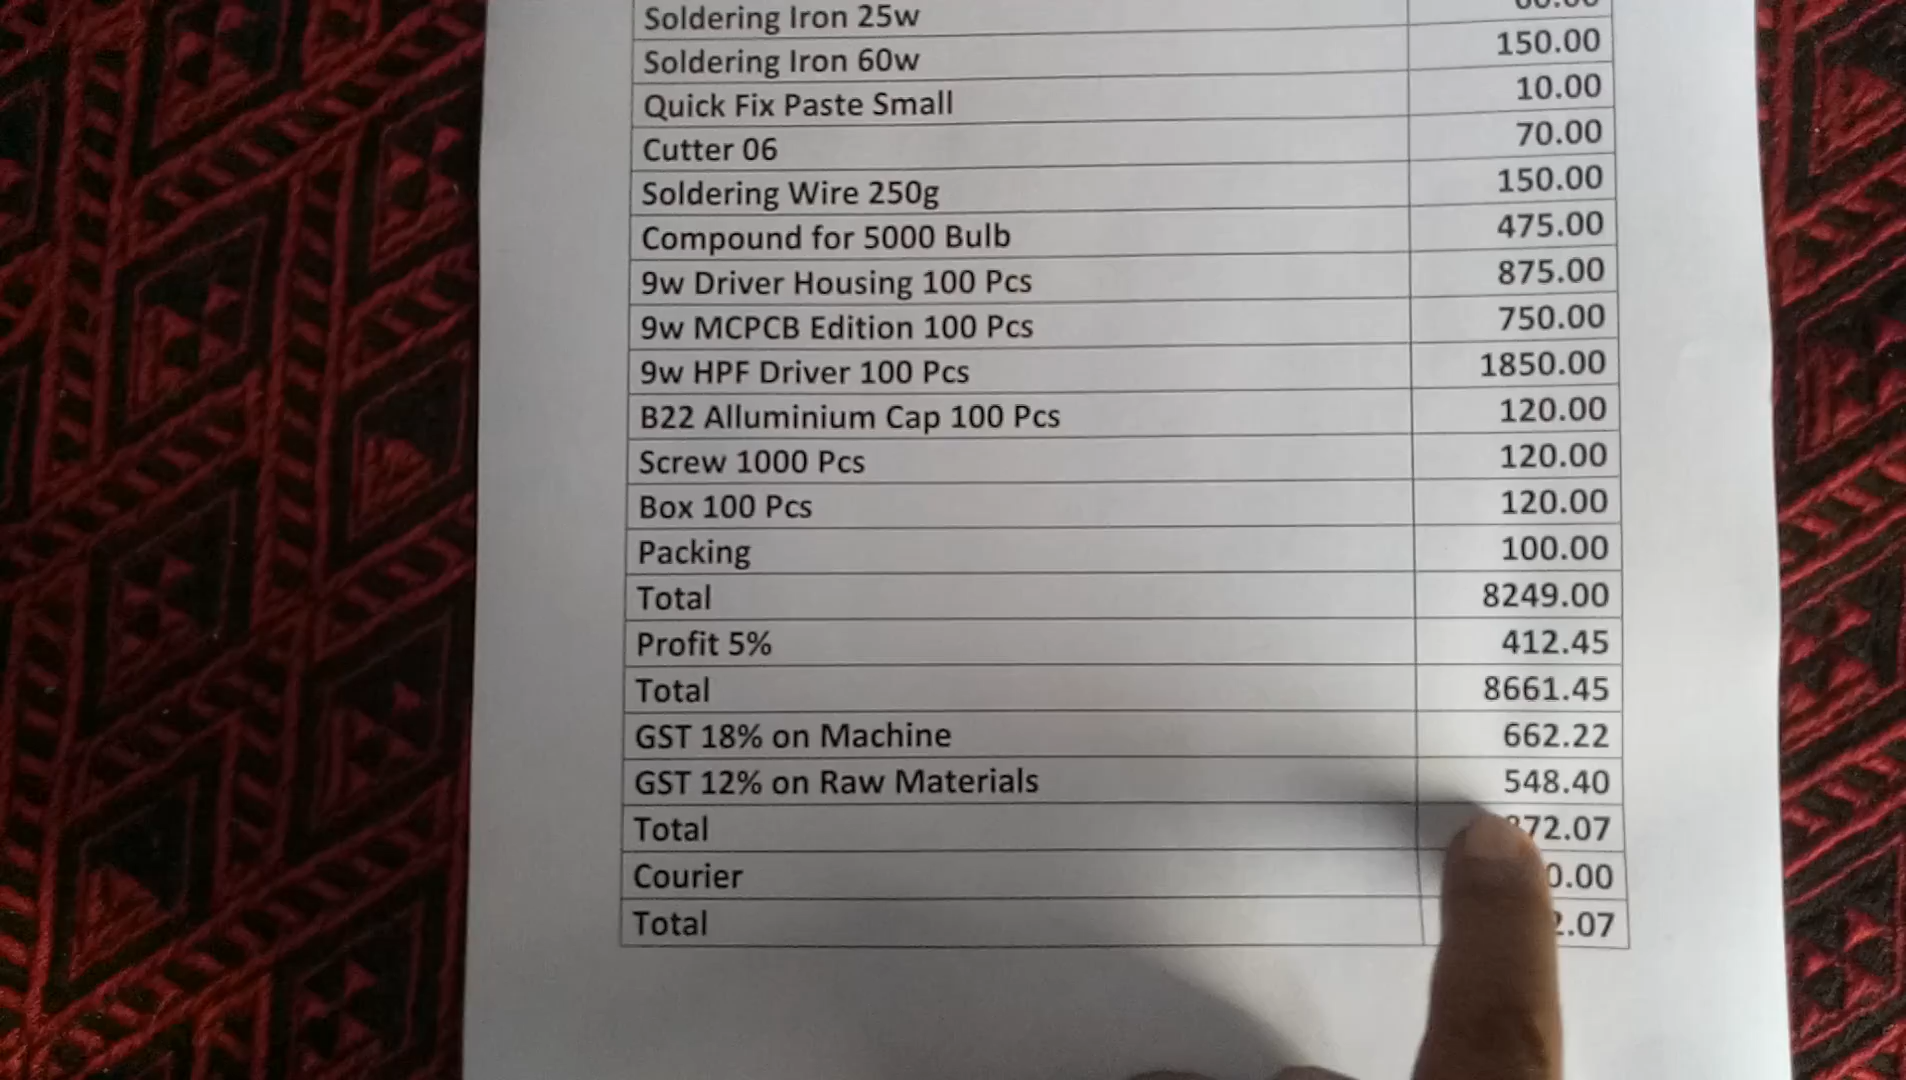 Soldering Iron 25w
Soldering Iron 60w 150.00
Quick Fix Paste Small 10.00
Cutter 06 70.00
Soldering Wire 250g 150.00
Compound for 5000 Bulb 475.00
9w Driver Housing 100 Pcs 875.00
9w MCPCB Edition 100 Pcs 750.00
9w HPF Driver 100 Pcs 1850.00
B22 Alluminium Cap 100 Pcs 120.00
Screw 1000 Pcs 120.00
Box 100 Pcs 120.00
Packing 100.00
Total 8249.00
Profit 5% 412.45
Total 8661.45
GST 18% on Machine 662.22
GST 12% on Raw Materials 548.40
Total
Courier
Total